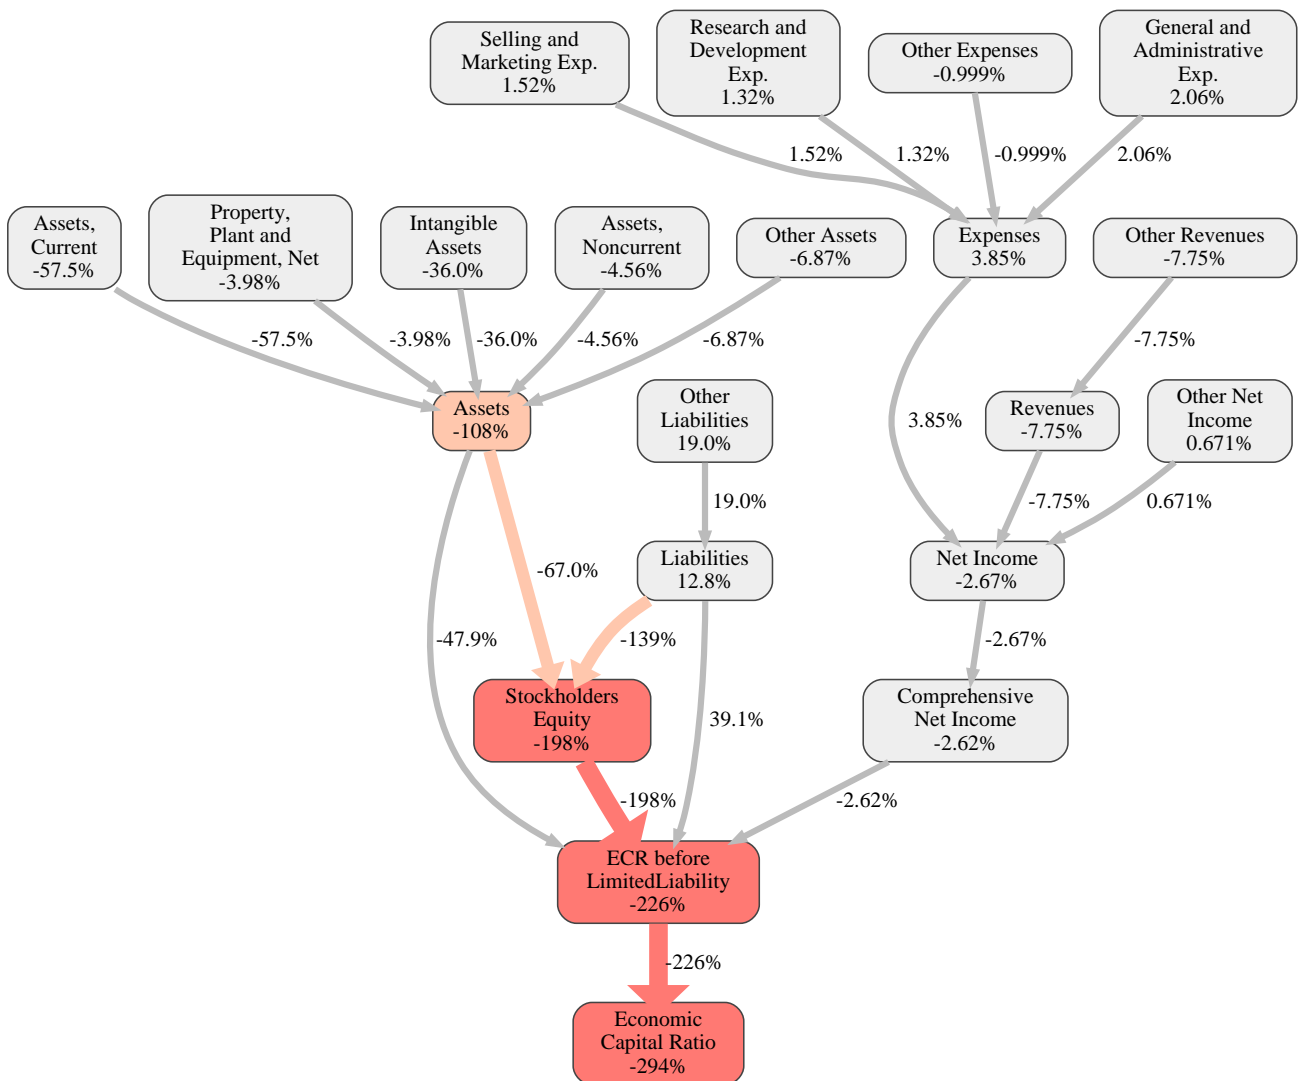 Selling and
Marketing Exp.
1.52%
Research and
Development
Exp.
1.32%
Other Expenses
-0.999%
General and
Administrative
Exp.
2.06%
1.52%
1.32%
-0.999%
2.06%
Assets,
Current
-57.5%
Property,
Plant and
Equipment, Net
-3.98%
Intangible
Assets
-36.0%
Assets,
Noncurrent
-4.56%
Other Assets
-6.87%
Expenses
3.85%
Other Revenues
-7.75%
-57.5%
-3.98%
-36.0%
-4.56%
-6.87%
-7.75%
Assets
-108%
Other
Liabilities
19.0%
3.85%
Revenues
-7.75%
Other Net
Income
0.671%
19.0%
-7.75%
0.671%
-67.0%
Liabilities
12.8%
Net Income
-2.67%
-47.9%
-139%
-2.67%
Stockholders
Equity
-198%
39.1%
Comprehensive
Net Income
-2.62%
-198%
-2.62%
ECR before
LimitedLiability
-226%
-226%
Economic
Capital Ratio
-294%